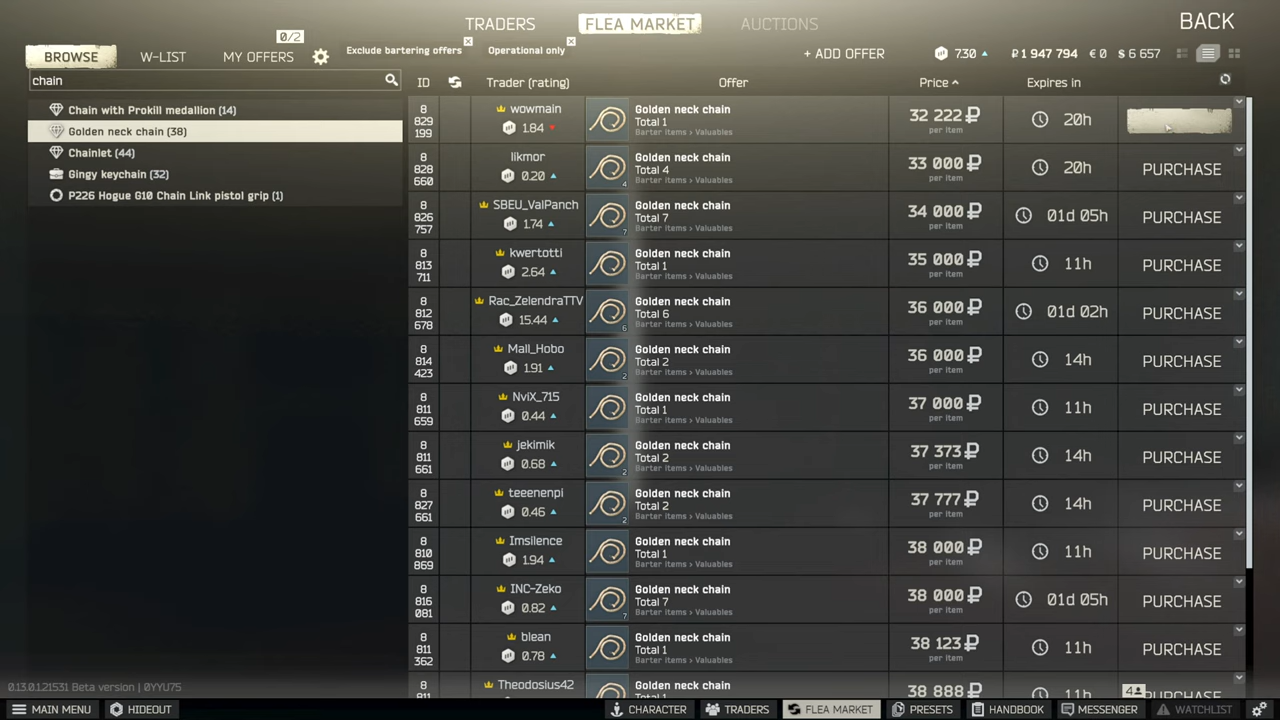 TRADERS FLEA MARKET AUCTIONS BACK
0/2
BROWSE W-LIST MY OFFERS Exclude bartering offers Operational only + ADD OFFER 730 ₽ 1 947 794 € 0 $ 6 657
chain
ID Trader (rating) Offer Price Expires in
Chain with Prokill medallion (14)
Golden neck chain (38)
Chainlet (44)
Gingy keychain (32)
P226 Hogue G10 Chain Link pistol grip (1)
8 829 199 wowmain 1.84 Golden neck chain Total 1 Barter items > Valuables 32 222 ₽ per item 20h
8 828 660 likmor 0.20 4 Golden neck chain Total 4 Barter items > Valuables 33 000 ₽ per item 20h PURCHASE
8 826 757 SBEU_ValPanch 1.74 7 Golden neck chain Total 7 Barter items > Valuables 34 000 ₽ per item 01d 05h PURCHASE
8 813 711 kwertotti 2.64 Golden neck chain Total 1 Barter items > Valuables 35 000 ₽ per item 11h PURCHASE
8 812 678 Rac_ZelendraTTV 15.44 6 Golden neck chain Total 6 Barter items > Valuables 36 000 ₽ per item 01d 02h PURCHASE
8 814 423 Mall_Hobo 1.91 2 Golden neck chain Total 2 Barter items > Valuables 36 000 ₽ per item 14h PURCHASE
8 811 659 NviX_715 0.44 Golden neck chain Total 1 Barter items > Valuables 37 000 ₽ per item 11h PURCHASE
8 811 661 jekimik 0.68 2 Golden neck chain Total 2 Barter items > Valuables 37 373 ₽ per item 14h PURCHASE
8 827 661 teeenenpi 0.46 2 Golden neck chain Total 2 Barter items > Valuables 37 777 ₽ per item 14h PURCHASE
8 810 869 Imsilence 1.94 Golden neck chain Total 1 Barter items > Valuables 38 000 ₽ per item 11h PURCHASE
8 816 081 INC-Zeko 0.82 7 Golden neck chain Total 7 Barter items > Valuables 38 000 ₽ per item 01d 05h PURCHASE
8 811 362 blean 0.78 Golden neck chain Total 1 Barter items > Valuables 38 123 ₽ per item 11h PURCHASE
8 811 Theodosius42 Golden neck chain Total 1 38 888 ₽ 11h PURCHASE
0.13.0.1.21531 Beta version | 0YYU75
4
MAIN MENU HIDEOUT CHARACTER TRADERS FLEA MARKET PRESETS HANDBOOK MESSENGER WATCHLIST